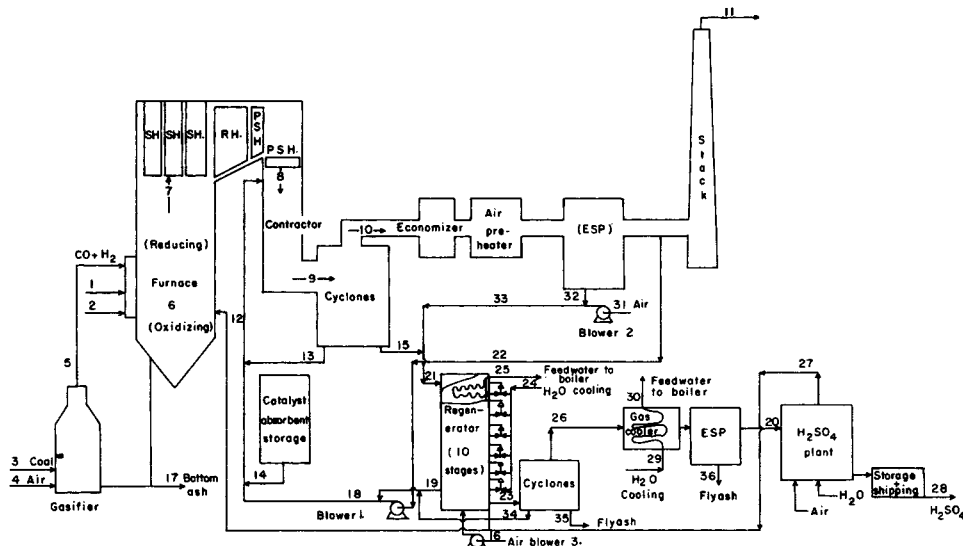 11
SH
SH
SH.
R H.
P
S
H
P S H.
8
7
Contractor
Stack
10
Economizer
Air
pre-
heater
(ESP)
(Reducing)
CO+H2
Furnace
6
(Oxidizing)
1
2
12
9
Cyclones
32
31 Air
Blower 2
33
13
15
22
5
21
25
Feedwater to
boiler
24
H2O cooling
Catalyst
absorbent
storage
Regen-
erator
(10
stages)
26
30
Feedwater
to boiler
Gas
cooler
29
H2O
Cooling
ESP
36
Flyash
20
27
H2SO4
plant
Storage
+
shipping
28
H2SO4
H2O
Air
3 Coal
4 Air
Gasifier
17 Bottom
ash
14
18
Blower 1.
19
23
34
Cyclones
35
Flyash
16
Air blower 3.